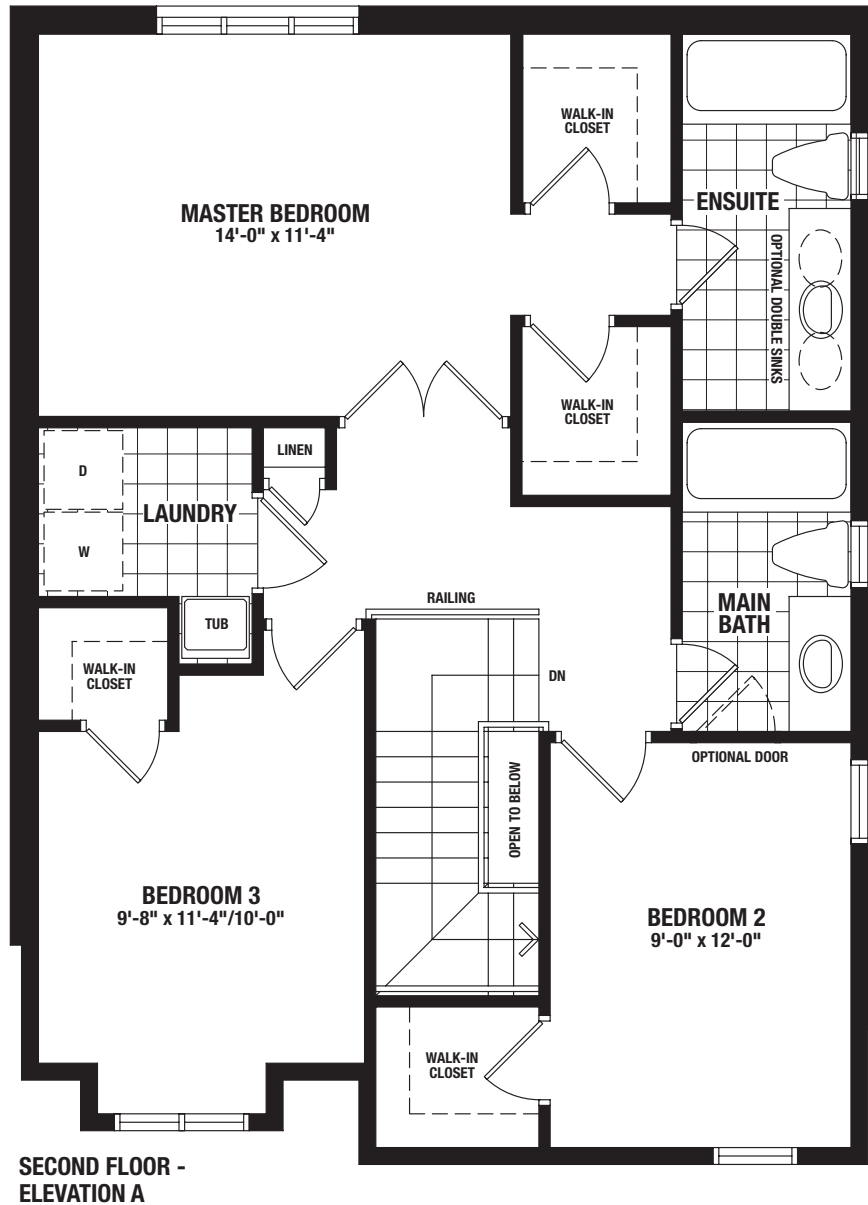 WALK-IN
CLOSET
MASTER BEDROOM
14'-0" x 11'-4"
ENSUITE
OPTIONAL DOUBLE SINKS
WALK-IN
CLOSET
LINEN
D
LAUNDRY
W
RAILING
MAIN
BATH
TUB
WALK-IN
CLOSET
DN
OPTIONAL DOOR
OPEN TO BELOW
BEDROOM 3
9'-8" x 11'-4"/10'-0"
BEDROOM 2
9'-0" x 12'-0"
WALK-IN
CLOSET
SECOND FLOOR -
ELEVATION A